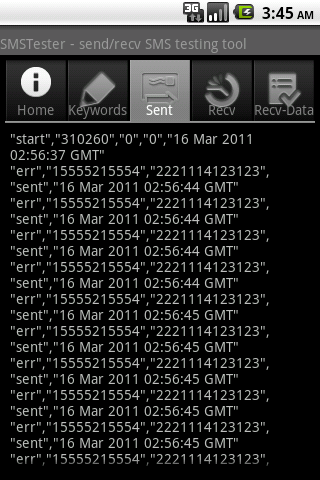 3G 3:45 AM
SMSTester - send/recv SMS testing tool
Home Keywords Sent Recv Recv-Data
"start","310260","0","0","16 Mar 2011
02:56:37 GMT"
"err","15555215554","2221114123123",
"sent","16 Mar 2011 02:56:44 GMT"
"err","15555215554","2221114123123",
"sent","16 Mar 2011 02:56:44 GMT"
"err","15555215554","2221114123123",
"sent","16 Mar 2011 02:56:44 GMT"
"err","15555215554","2221114123123",
"sent","16 Mar 2011 02:56:44 GMT"
"err","15555215554","2221114123123",
"sent","16 Mar 2011 02:56:45 GMT"
"err","15555215554","2221114123123",
"sent","16 Mar 2011 02:56:45 GMT"
"err","15555215554","2221114123123",
"sent","16 Mar 2011 02:56:45 GMT"
"err","15555215554","2221114123123",
"sent","16 Mar 2011 02:56:45 GMT"
"err","15555215554","2221114123123",
"sent","16 Mar 2011 02:56:45 GMT"
"err","15555215554","2221114123123",